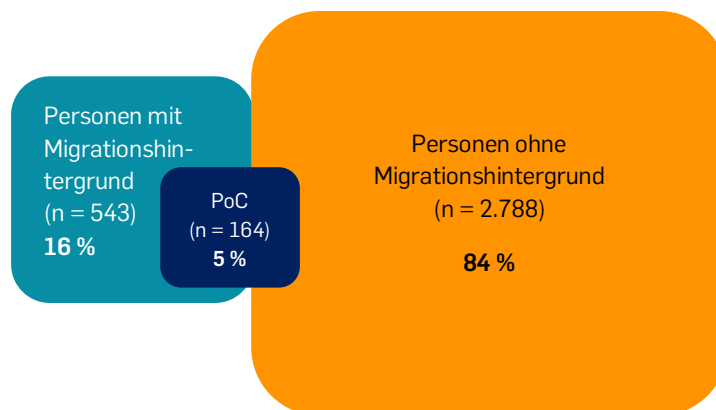 Personen mit
Migrationshin-
tergrund
(n = 543)
16 %
PoC
(n = 164)
5 %
Personen ohne
Migrationshintergrund
(n = 2.788)
84 %